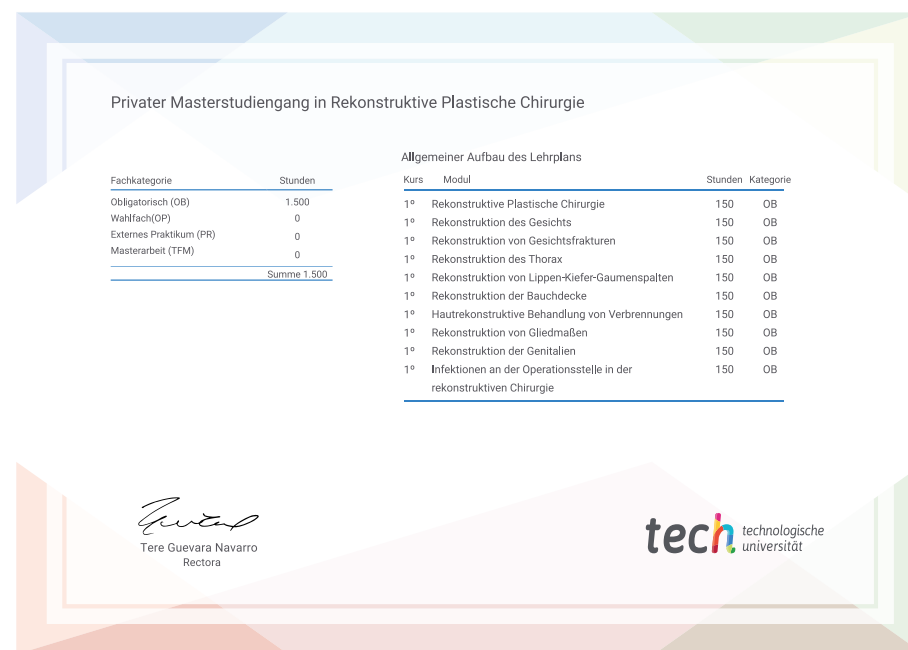 Privater Masterstudiengang in Rekonstruktive Plastische Chirurgie
Fachkategorie Stunden
Obligatorisch (OB) 1.500
Wahlfach(OP) 0
Externes Praktikum (PR) 0
Masterarbeit (TFM) 0
Summe 1.500
Allgemeiner Aufbau des Lehrplans
Kurs Modul Stunden Kategorie
1º Rekonstruktive Plastische Chirurgie 150 OB
1º Rekonstruktion des Gesichts 150 OB
1º Rekonstruktion von Gesichtsfrakturen 150 OB
1º Rekonstruktion des Thorax 150 OB
1º Rekonstruktion von Lippen-Kiefer-Gaumenspalten 150 OB
1º Rekonstruktion der Bauchdecke 150 OB
1º Hautrekonstruktive Behandlung von Verbrennungen 150 OB
1º Rekonstruktion von Gliedmaßen 150 OB
1º Rekonstruktion der Genitalien 150 OB
1º Infektionen an der Operationsstelle in der 150 OB
rekonstruktiven Chirurgie
Tere Guevara Navarro
Rectora
tech technologische
universität